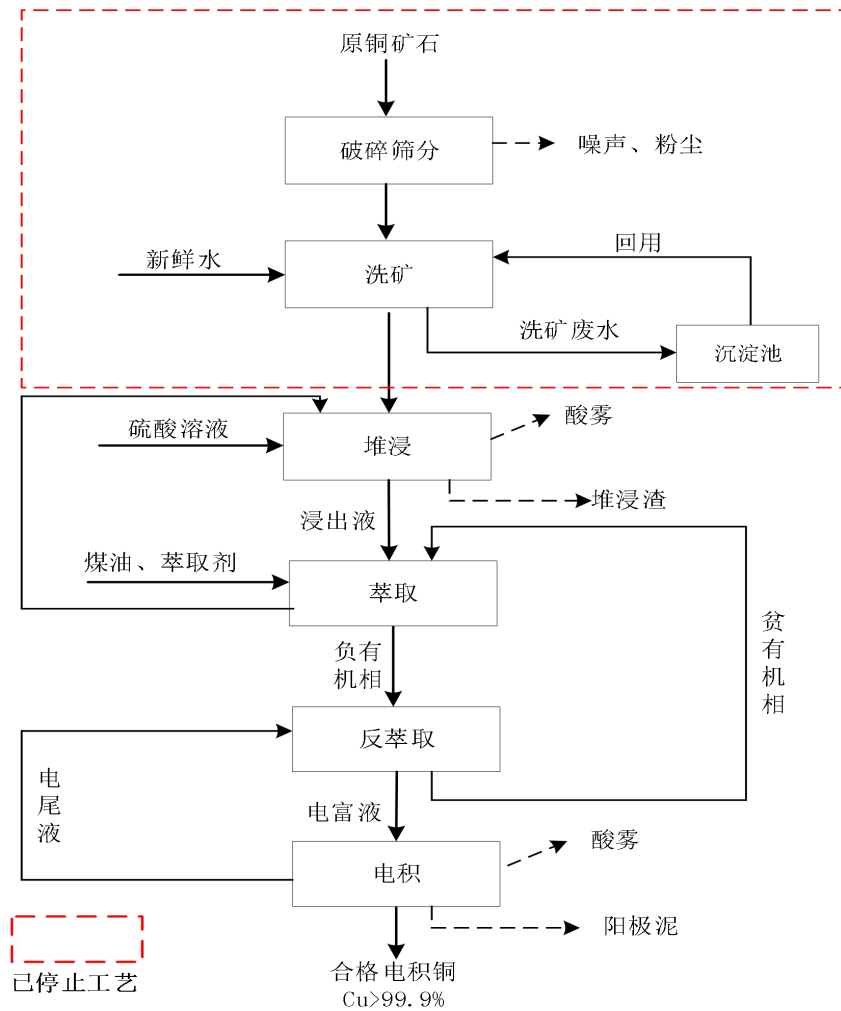 原铜矿石
破碎筛分
噪声、粉尘
新鲜水
洗矿
回用
洗矿废水
沉淀池
硫酸溶液
堆浸
酸雾
堆浸渣
浸出液
煤油、萃取剂
萃取
负有
机相
贫
有
机
相
反萃取
电
尾
液
电富液
电积
酸雾
阳极泥
合格电积铜
Cu>99.9%
已停止工艺